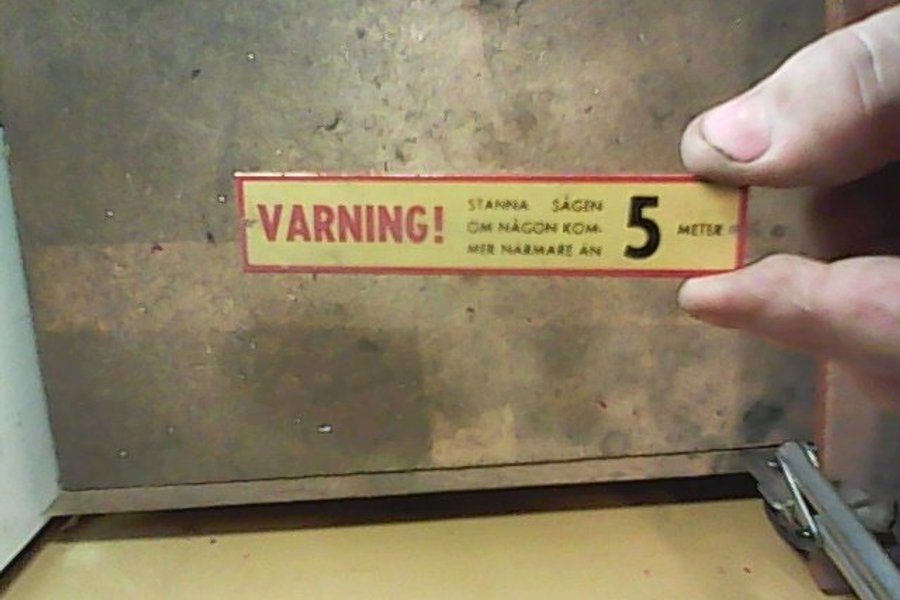 VARNING!
STANNA SÅGEN
OM NÅGON KOM-
MER NÄRMARE ÄN
5
METER